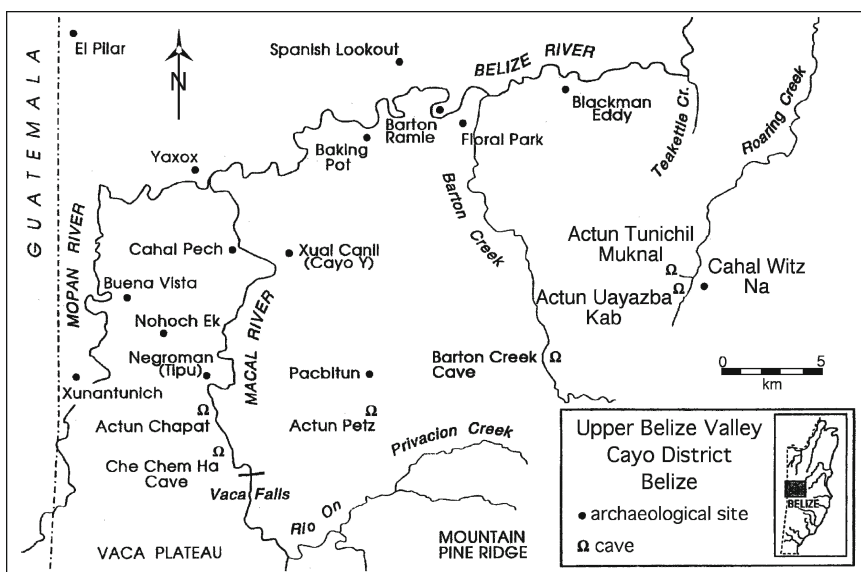 El Pilar
N
Spanish Lookout
BELIZE RIVER
GUATEMALA
Yaxox
Baking
Pot
Barton
Ramie
Floral Park
Blackman
Eddy
Teakettle Cr.
Roaring Creek
Barton Creek
MOPAN RIVER
Cahal Pech
Xual Canil
(Cayo Y)
Actun Tunichil
Muknal
Cahal Witz
Na
Buena Vista
Actun Uayazba
Kab
Nohoch Ek
MACAL RIVER
Negroman
(Tipu)
Xunantunich
Pacbitun
Barton Creek
Cave
0 5
km
Actun Chapat
Actun Petz
Che Chem Ha
Cave
Privacion Creek
Vaca Falls
Rio On
VACA PLATEAU
MOUNTAIN
PINE RIDGE
Upper Belize Valley
Cayo District
Belize
• archaeological site
Ω cave
BELIZE